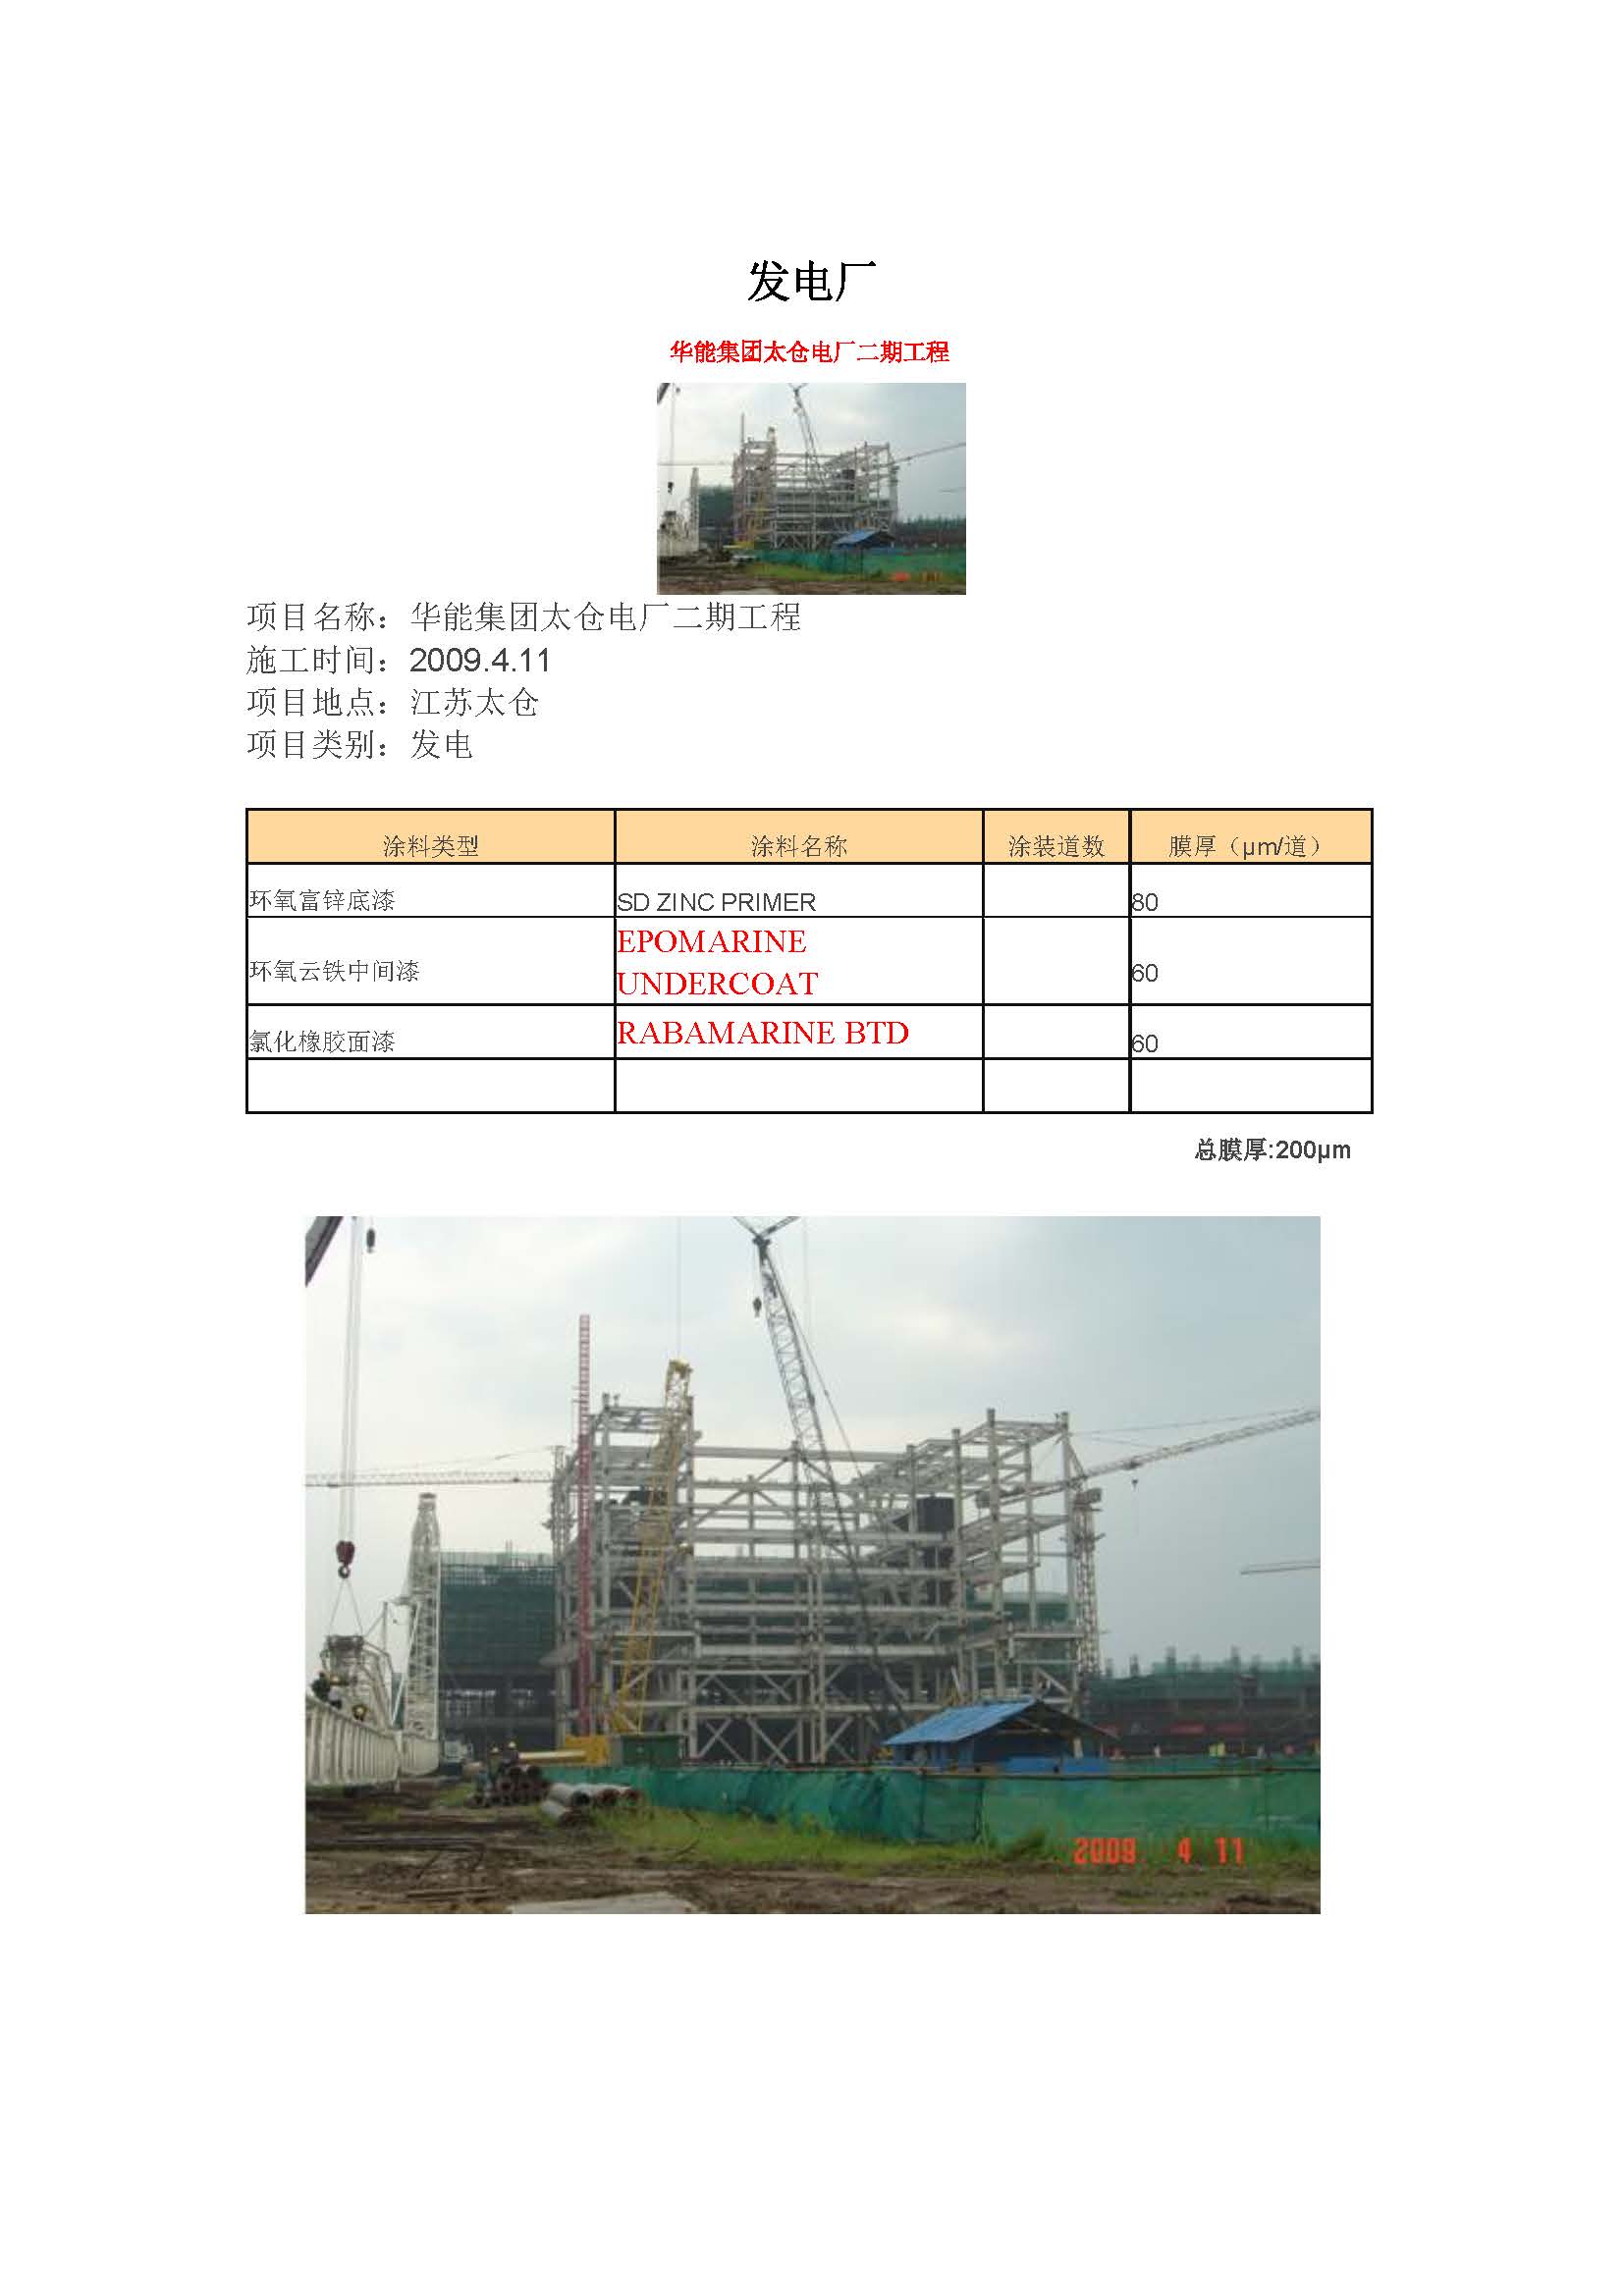 发电厂
华能集团太仓电厂二期工程
项目名称：华能集团太仓电厂二期工程
施工时间：2009.4.11
项目地点：江苏太仓
项目类别：发电
涂料类型 涂料名称 涂装道数 膜厚（µm/道）
环氧富锌底漆 SD ZINC PRIMER 80
环氧云铁中间漆 EPOMARINE UNDERCOAT 60
氯化橡胶面漆 RABAMARINE BTD 60
总膜厚:200µm
2009 4 11